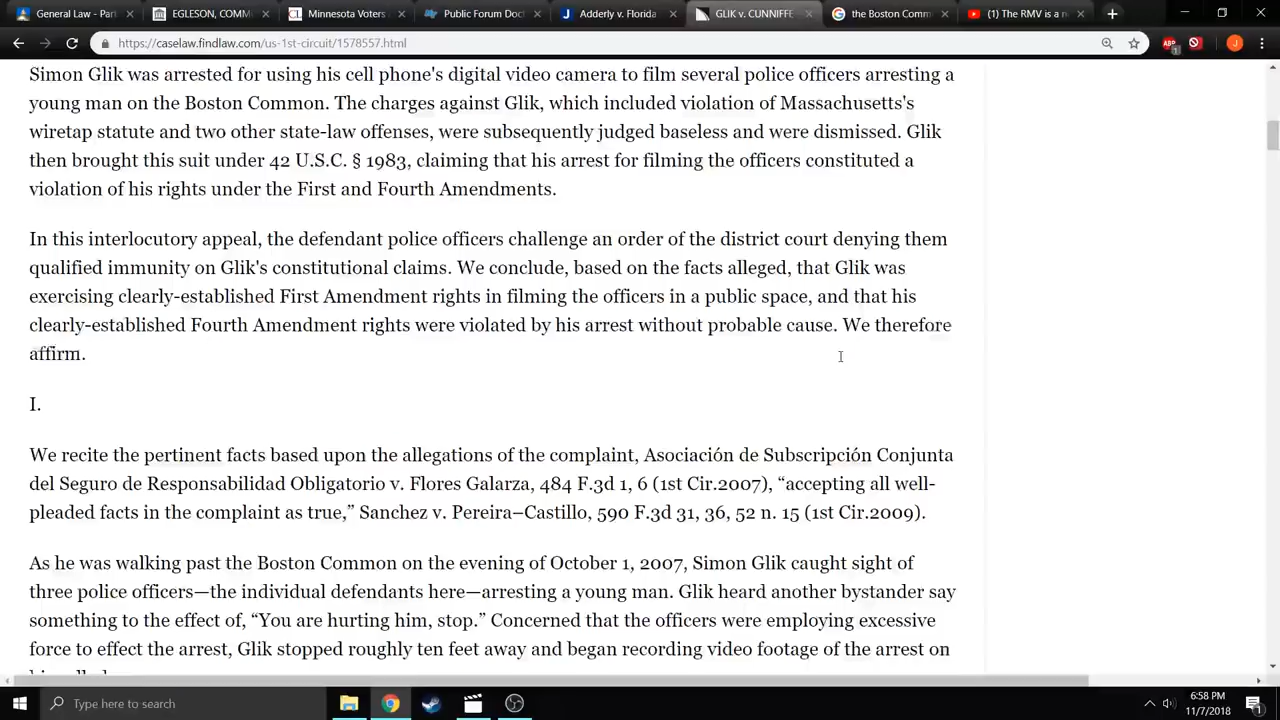 General Law - Part
EGLESON, COMM
Minnesota Voters
Public Forum Doc
Adderly v. Florida
GLIK v. CUNNIFFE
the Boston Comm
(1) The RMV is a n
https://caselaw.findlaw.com/us-1st-circuit/1578557.html
ABP
1
J
Simon Glik was arrested for using his cell phone's digital video camera to film several police officers arresting a
young man on the Boston Common. The charges against Glik, which included violation of Massachusetts's
wiretap statute and two other state-law offenses, were subsequently judged baseless and were dismissed. Glik
then brought this suit under 42 U.S.C. § 1983, claiming that his arrest for filming the officers constituted a
violation of his rights under the First and Fourth Amendments.
In this interlocutory appeal, the defendant police officers challenge an order of the district court denying them
qualified immunity on Glik's constitutional claims. We conclude, based on the facts alleged, that Glik was
exercising clearly-established First Amendment rights in filming the officers in a public space, and that his
clearly-established Fourth Amendment rights were violated by his arrest without probable cause. We therefore
affirm.
I.
We recite the pertinent facts based upon the allegations of the complaint, Asociación de Subscripción Conjunta
del Seguro de Responsabilidad Obligatorio v. Flores Galarza, 484 F.3d 1, 6 (1st Cir.2007), “accepting all well-
pleaded facts in the complaint as true,” Sanchez v. Pereira–Castillo, 590 F.3d 31, 36, 52 n. 15 (1st Cir.2009).
As he was walking past the Boston Common on the evening of October 1, 2007, Simon Glik caught sight of
three police officers—the individual defendants here—arresting a young man. Glik heard another bystander say
something to the effect of, “You are hurting him, stop.” Concerned that the officers were employing excessive
force to effect the arrest, Glik stopped roughly ten feet away and began recording video footage of the arrest on
Type here to search
6:58 PM
11/7/2018
1